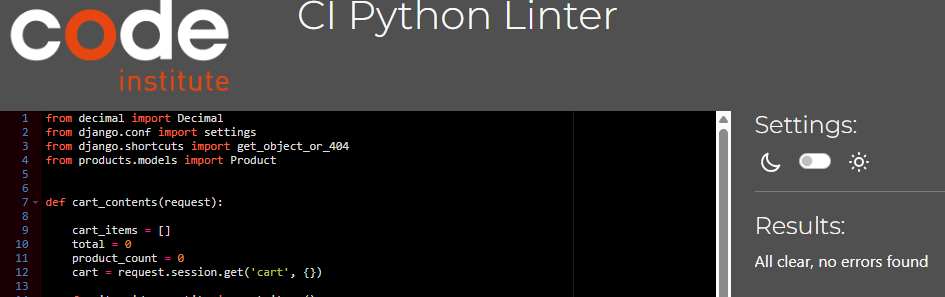 code
institute
CI Python Linter
1 from decimal import Decimal
2 from django.conf import settings
3 from django.shortcuts import get_object_or_404
4 from products.models import Product
5
6
7 def cart_contents(request):
8
9 cart_items = []
10 total = 0
11 product_count = 0
12 cart = request.session.get('cart', {})
13
Settings:
Results:
All clear, no errors found